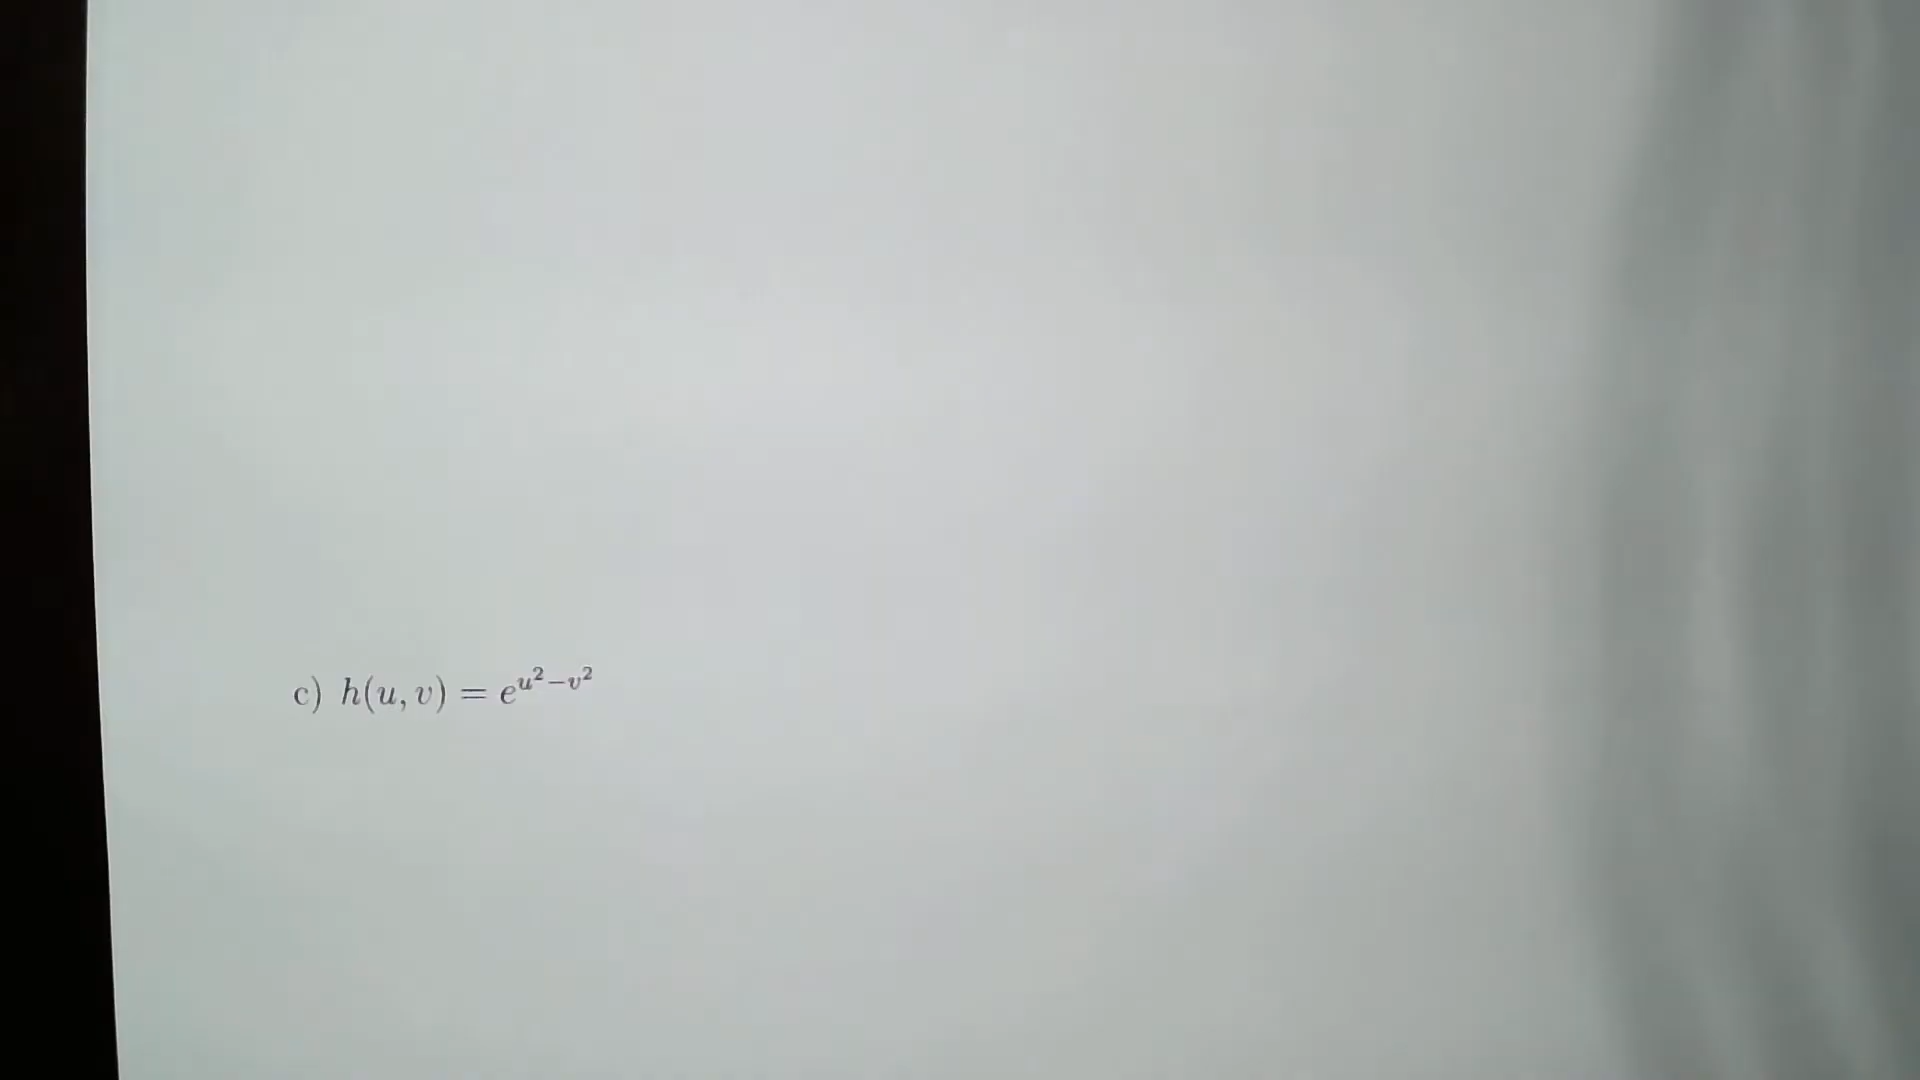 c) h(u, v) = e^{u^2-v^2}